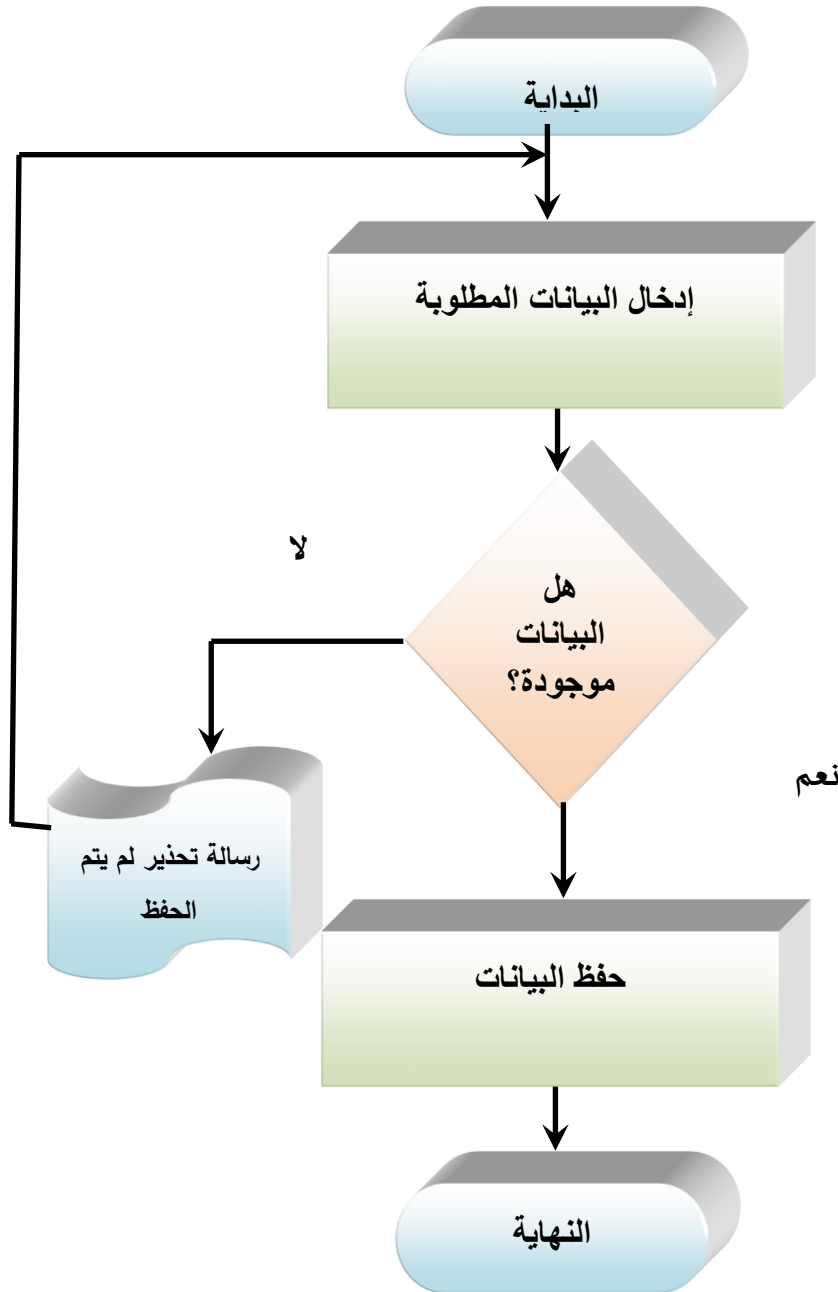 البداية
إدخال البيانات المطلوبة
لا
هل
البيانات
موجودة؟
نعم
رسالة تحذير لم يتم
الحفظ
حفظ البيانات
النهاية